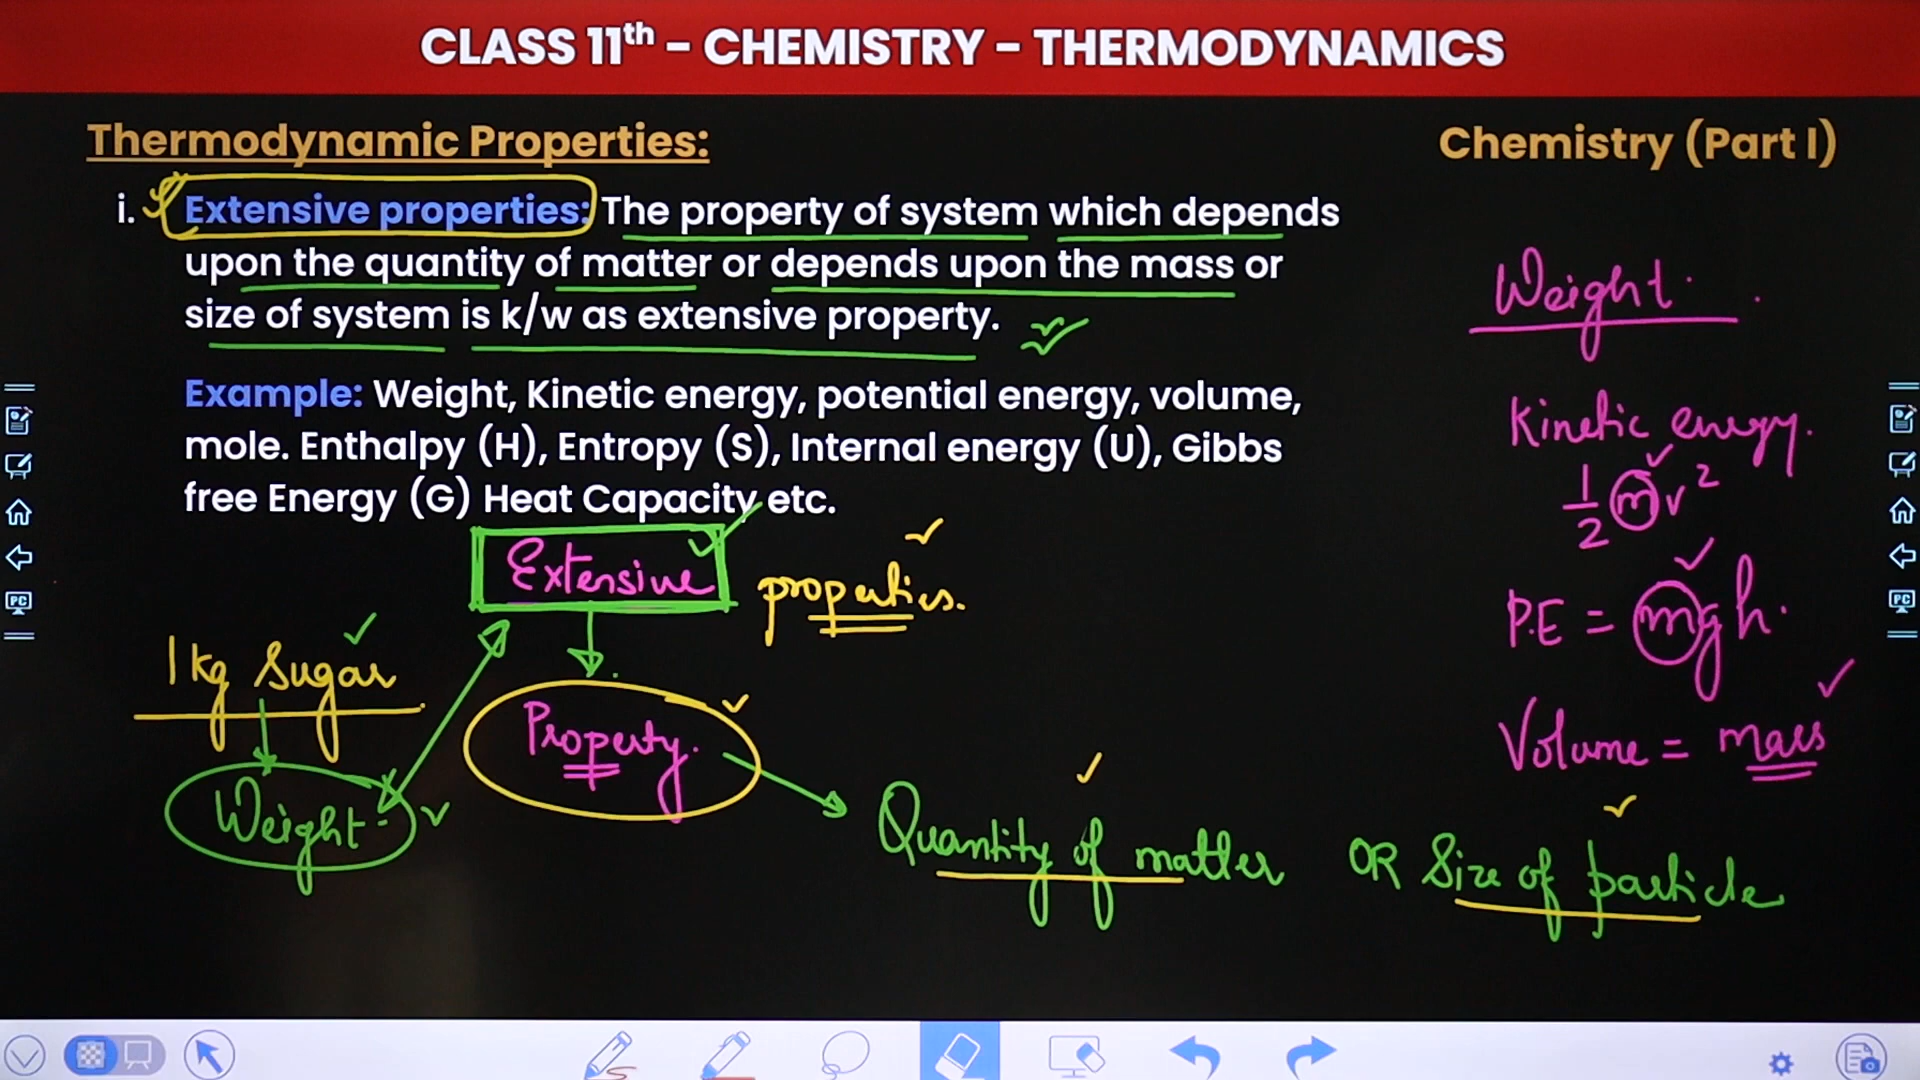 CLASS 11th - CHEMISTRY - THERMODYNAMICS
Thermodynamic Properties:
Chemistry (Part I)
i. Extensive properties: The property of system which depends
upon the quantity of matter or depends upon the mass or
size of system is k/w as extensive property.
Example: Weight, Kinetic energy, potential energy, volume,
mole. Enthalpy (H), Entropy (S), Internal energy (U), Gibbs
free Energy (G) Heat Capacity etc.
Weight.
Kinetic energy.
1/2 m v²
P.E = mgh.
Volume = mass
Extensive
properties.
1 kg Sugar
Property.
Weight
Quantity of matter OR Size of particle
PC
PC